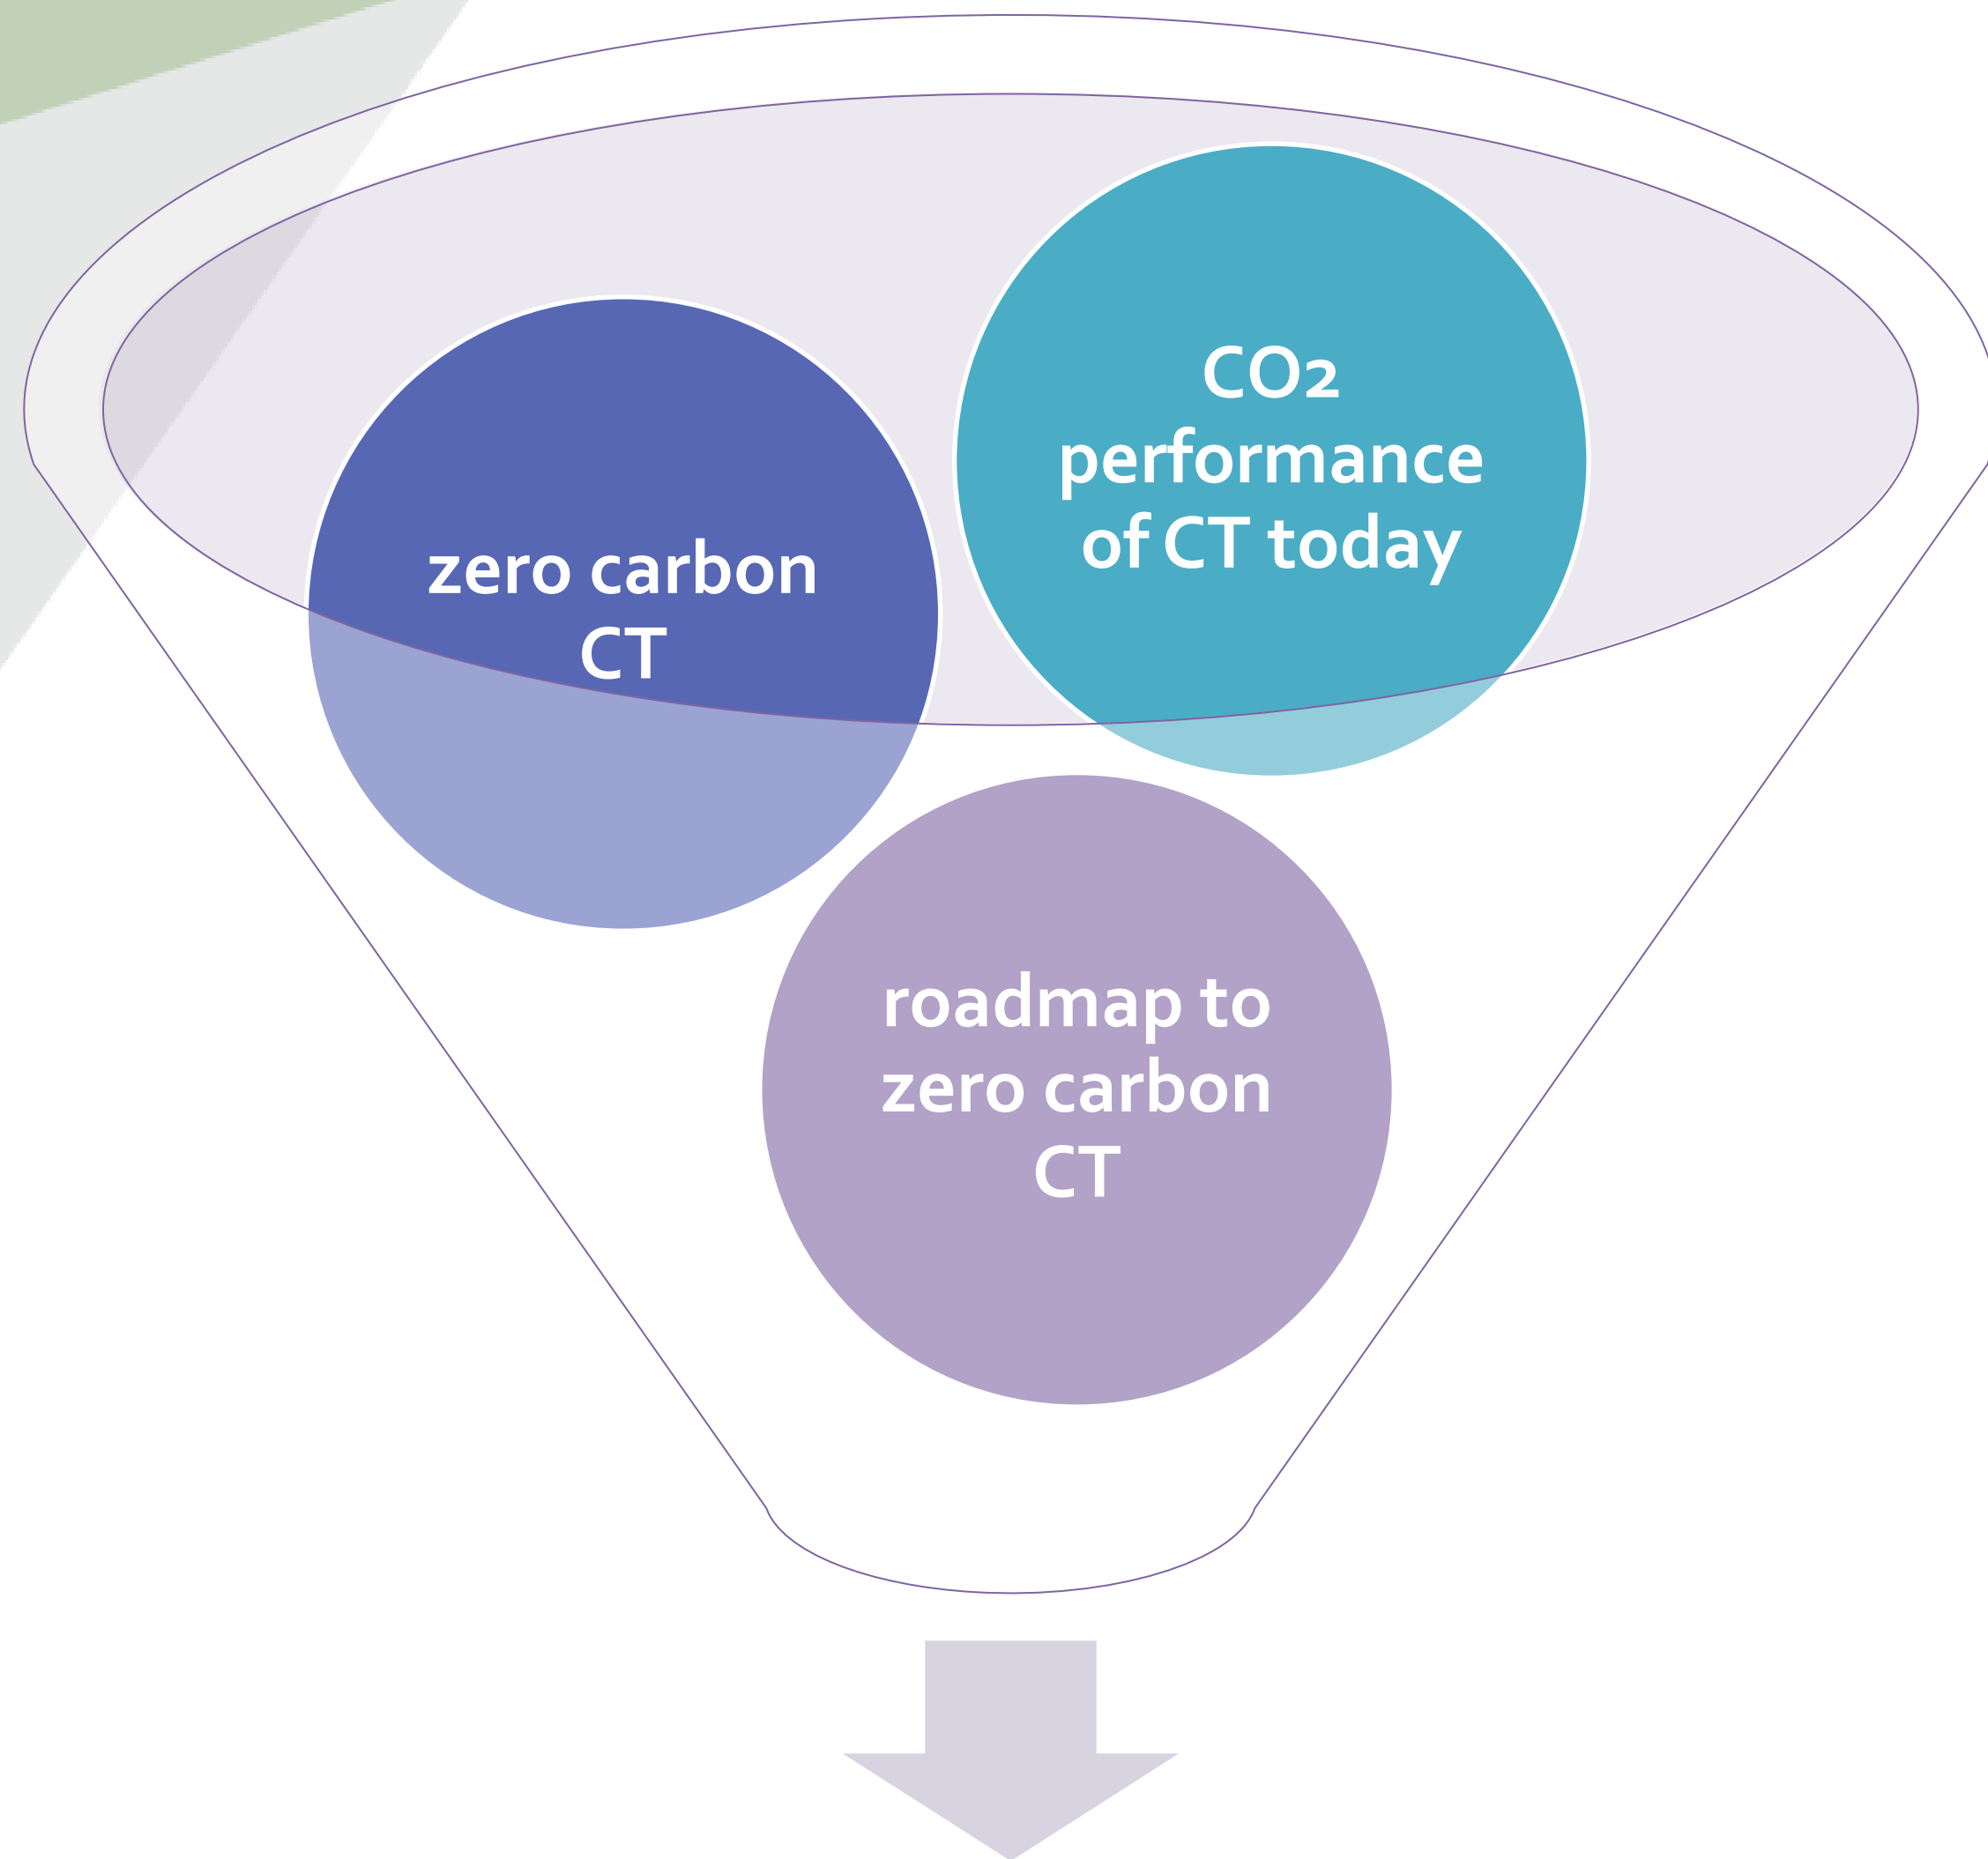 CO2
performance
of CT today
zero carbon
CT
roadmap to
zero carbon
CT